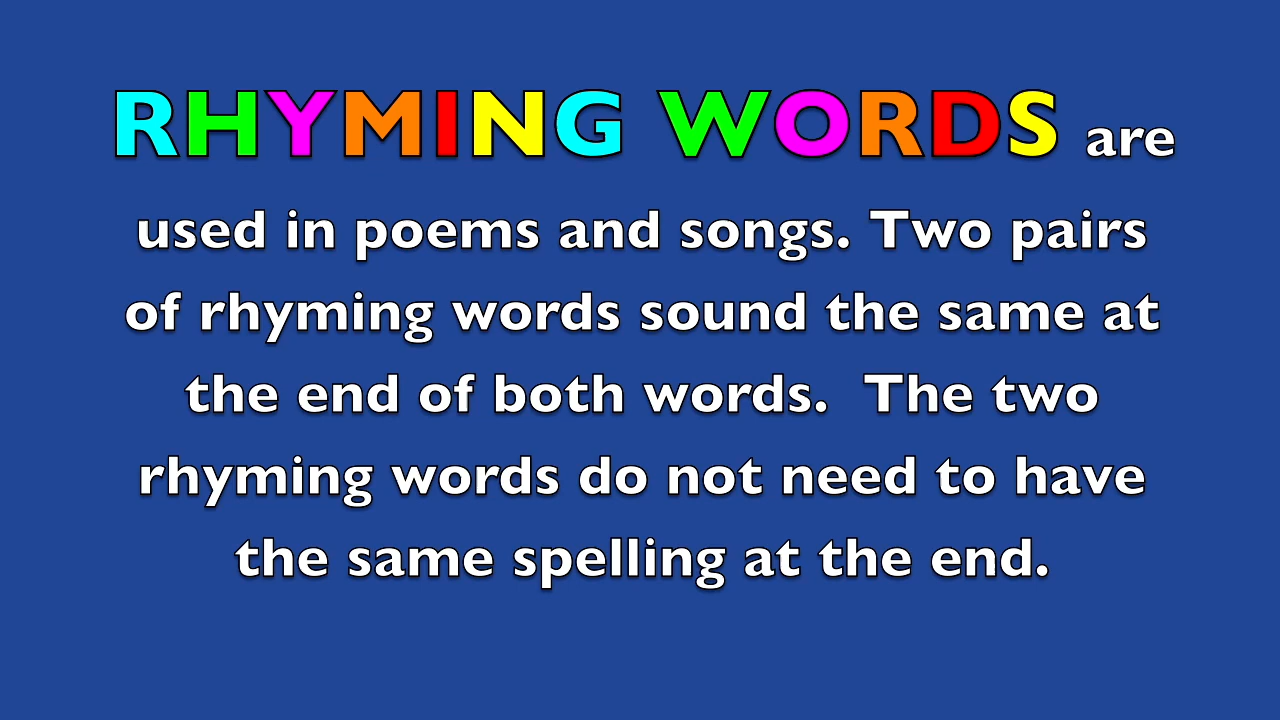 RHYMING WORDS are
used in poems and songs. Two pairs
of rhyming words sound the same at
the end of both words.  The two
rhyming words do not need to have
the same spelling at the end.